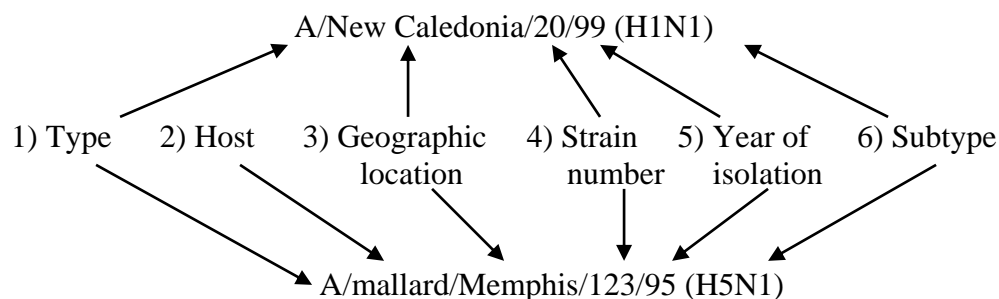 A/New Caledonia/20/99 (H1N1)
1) Type 2) Host 3) Geographic 4) Strain 5) Year of 6) Subtype
location number isolation
A/mallard/Memphis/123/95 (H5N1)